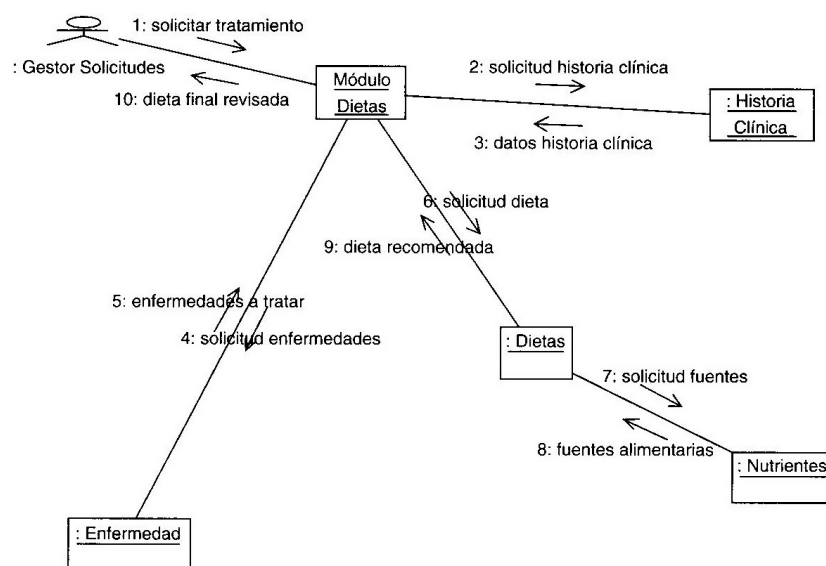 1: solicitar tratamiento
: Gestor Solicitudes
10: dieta final revisada
Módulo
Dietas
2: solicitud historia clínica
3: datos historia clínica
: Historia
Clínica
6: solicitud dieta
9: dieta recomendada
5: enfermedades a tratar
4: solicitud enfermedades
: Dietas
7: solicitud fuentes
8: fuentes alimentarias
: Nutrientes
: Enfermedad